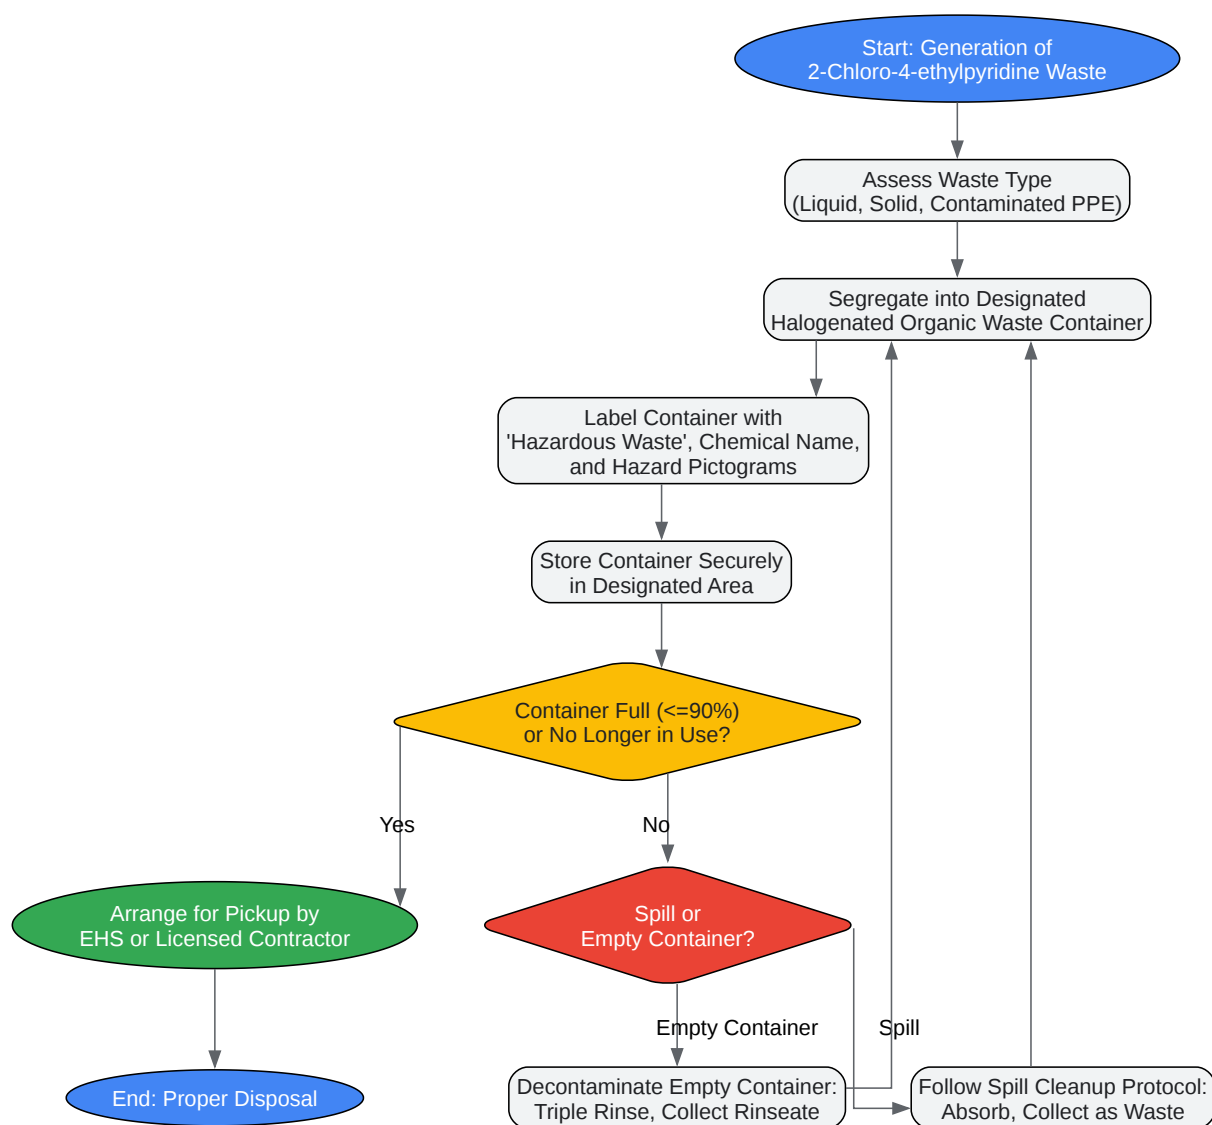 Start: Generation of
2-Chloro-4-ethylpyridine Waste
Assess Waste Type
(Liquid, Solid, Contaminated PPE)
Segregate into Designated
Halogenated Organic Waste Container
Label Container with
'Hazardous Waste', Chemical Name,
and Hazard Pictograms
Store Container Securely
in Designated Area
Container Full (<=90%)
or No Longer in Use?
Yes
No
Arrange for Pickup by
EHS or Licensed Contractor
Spill or
Empty Container?
Empty Container
Spill
End: Proper Disposal
Decontaminate Empty Container:
Triple Rinse, Collect Rinseate
Follow Spill Cleanup Protocol:
Absorb, Collect as Waste